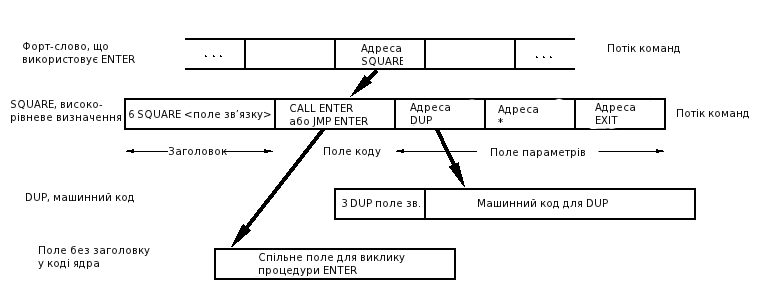 Форт-слово, що
використовує ENTER
. . .
Адреса
SQUARE
. . .
Потік команд
SQUARE, високо-
рівневе визначення
6 SQUARE <поле зв’язку>
CALL ENTER
або JMP ENTER
Адреса
DUP
Адреса
*
Адреса
EXIT
Потік команд
Заголовок
Поле коду
Поле параметрів
DUP, машинний код
3 DUP поле зв.
Машинний код для DUP
Поле без заголовку
у коді ядра
Спільне поле для виклику
процедури ENTER